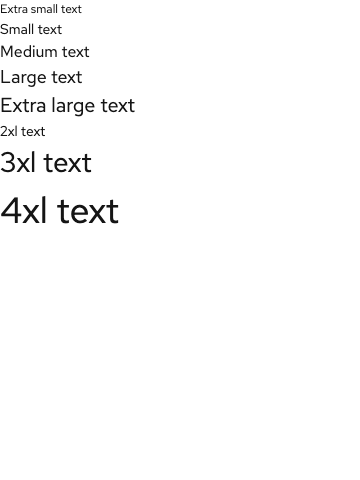 Extra small text
Small text
Medium text
Large text
Extra large text
2xl text
3xl text
4xl text